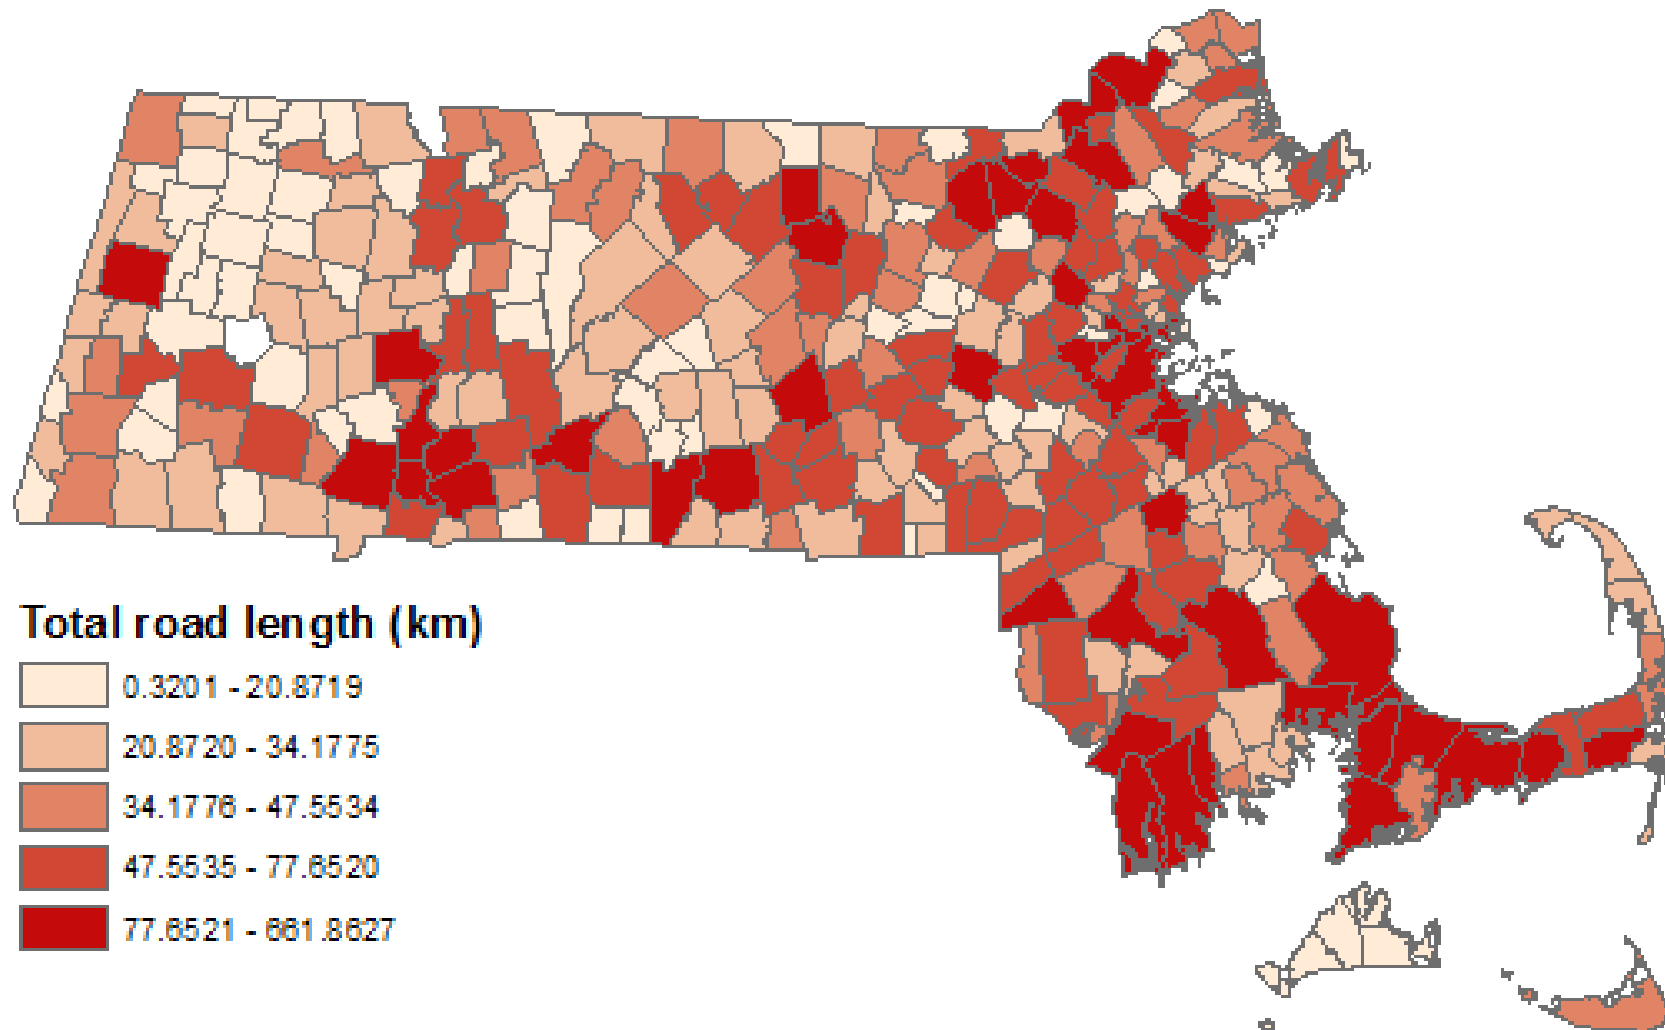 Total road length (km)
0.3201 - 20.8719
20.8720 - 34.1775
34.1776 - 47.5534
47.5535 - 77.6520
77.6521 - 661.8627